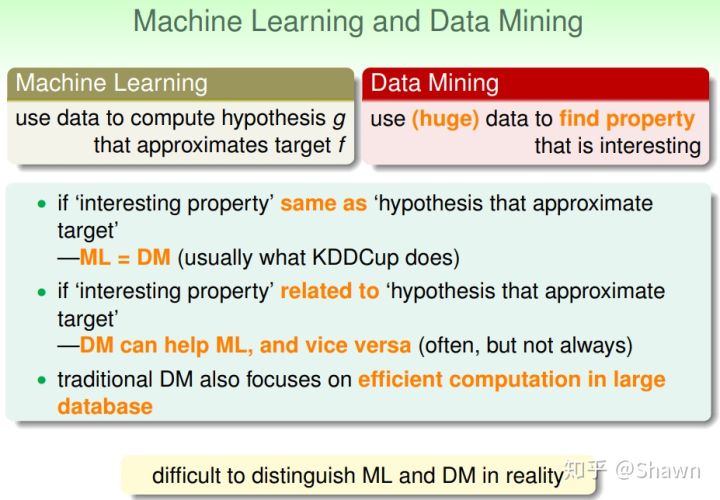 Machine Learning and Data Mining
Machine Learning
use data to compute hypothesis g
that approximates target f
Data Mining
use (huge) data to find property
that is interesting
• if ‘interesting property’ same as ‘hypothesis that approximate
target’
—ML = DM (usually what KDDCup does)
• if ‘interesting property’ related to ‘hypothesis that approximate
target’
—DM can help ML, and vice versa (often, but not always)
• traditional DM also focuses on efficient computation in large
database
difficult to distinguish ML and DM in reality
知乎 @Shawn